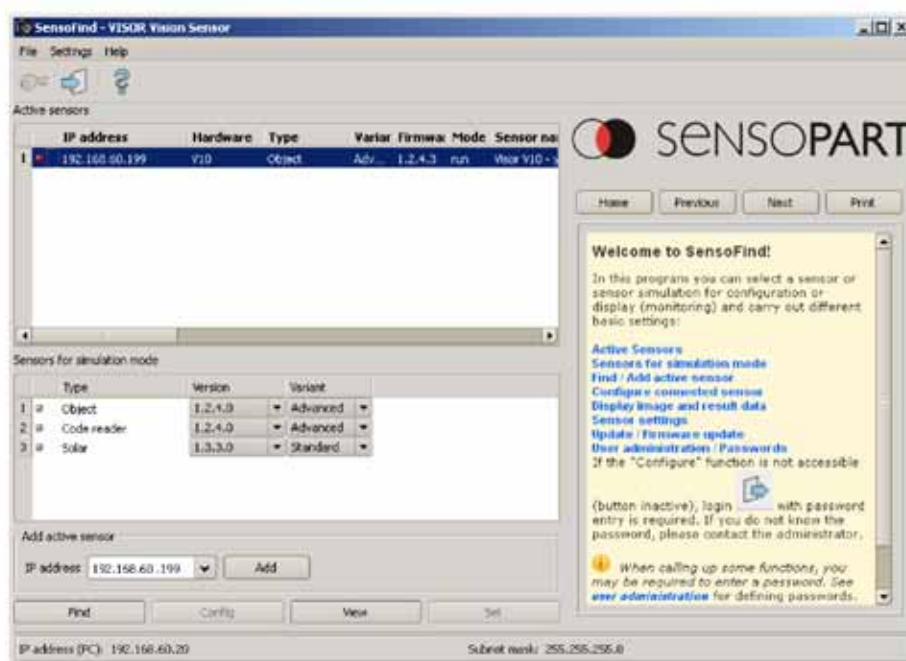 SensoFind - VISOR Vision Sensor
File Settings Help
Active sensors
IP address Hardware Type Variar Firmwar Mode Sensor na
1 192.168.60.199 V10 Object Adv... 1.2.4.3 run Visor V10 -
SENSOPART
Home Previous Next Print
Welcome to SensoFind!
In this program you can select a sensor or
sensor simulation for configuration or
display (monitoring) and carry out different
basic settings:
Active Sensors
Sensors for simulation mode
Find / Add active sensor
Configure connected sensor
Display image and result data
Sensor settings
Update / Firmware update
User administration / Passwords
If the "Configure" function is not accessible
(button inactive), login with password
entry is required. If you do not know the
password, please contact the administrator.
When calling up some functions, you
may be required to enter a password. See
user administration for defining passwords.
Sensors for simulation mode
Type Version Variant
1 Object 1.2.4.0 Advanced
2 Code reader 1.2.4.0 Advanced
3 Solar 1.3.3.0 Standard
Add active sensor
IP address 192.168.60.199 Add
Find Config View Set
IP address (PC): 192.168.60.20 Subnet mask: 255.255.255.0